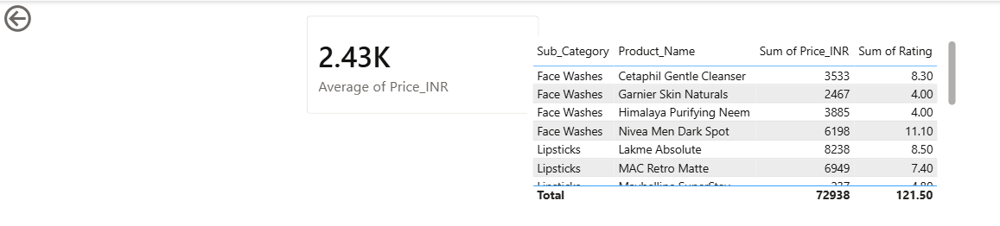 2.43K
Average of Price_INR
Sub_Category Product_Name Sum of Price_INR Sum of Rating
Face Washes Cetaphil Gentle Cleanser 3533 8.30
Face Washes Garnier Skin Naturals 2467 4.00
Face Washes Himalaya Purifying Neem 3885 4.00
Face Washes Nivea Men Dark Spot 6198 11.10
Lipsticks Lakme Absolute 8238 8.50
Lipsticks MAC Retro Matte 6949 7.40
Lipsticks Maybelline SuperStay
Total 72938 121.50